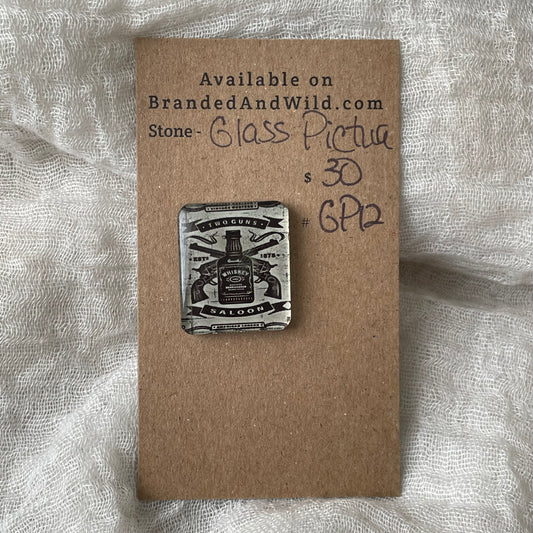 Available on
BrandedAndWild.com
Stone - Glass Pictur
$ 30
# GP12
TWO GUNS
ESTD 1875
WHISKEY
SALOON